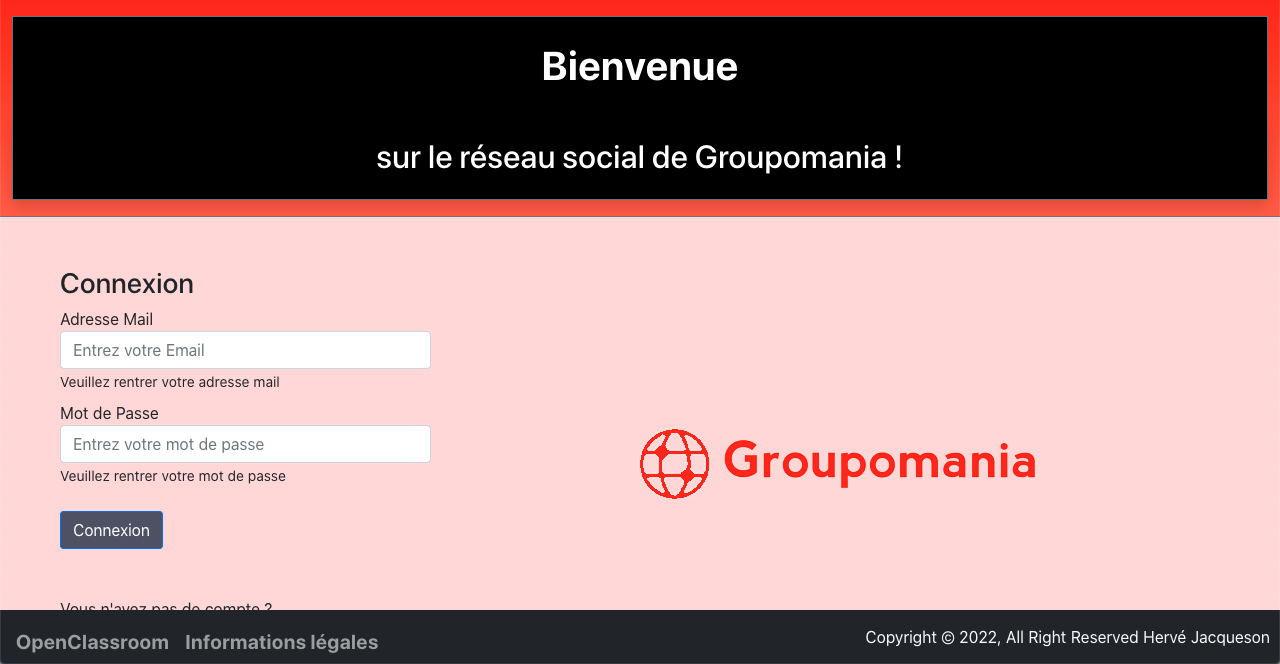 Bienvenue
sur le réseau social de Groupomania !
Connexion
Adresse Mail
Entrez votre Email
Veuillez rentrer votre adresse mail
Mot de Passe
Entrez votre mot de passe
Veuillez rentrer votre mot de passe
Connexion
Groupomania
Vous n'avez pas de compte ?
OpenClassroom Informations légales
Copyright © 2022, All Right Reserved Hervé Jacqueson